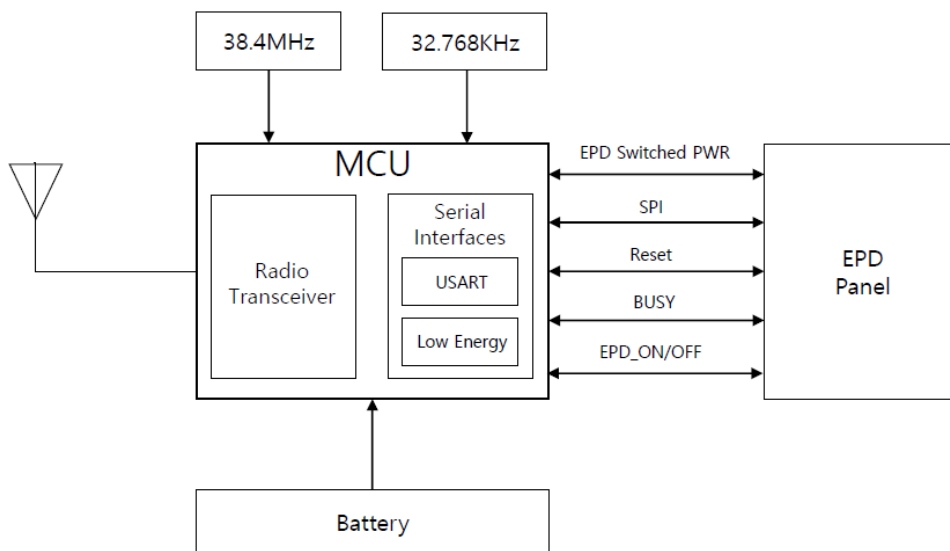 38.4MHz
32.768KHz
MCU
Radio
Transceiver
Serial
Interfaces
USART
Low Energy
EPD Switched PWR
SPI
Reset
BUSY
EPD_ON/OFF
EPD
Panel
Battery